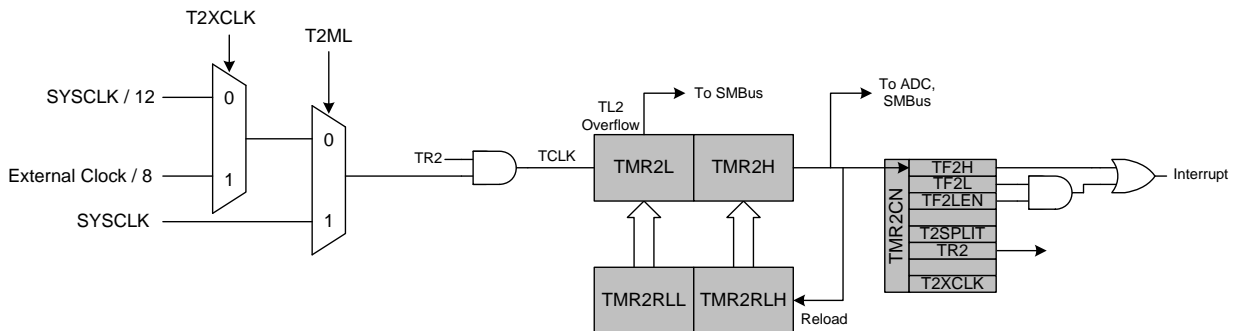 T2XCLK
T2ML
SYSCLK / 12
0
External Clock / 8
1
SYSCLK
0
1
TR2
TCLK
TL2
Overflow
To SMBus
To ADC,
SMBus
TMR2L
TMR2H
TMR2RLL
TMR2RLH
Reload
TMR2CN
TF2H
TF2L
TF2LEN
T2SPLIT
TR2
T2XCLK
Interrupt